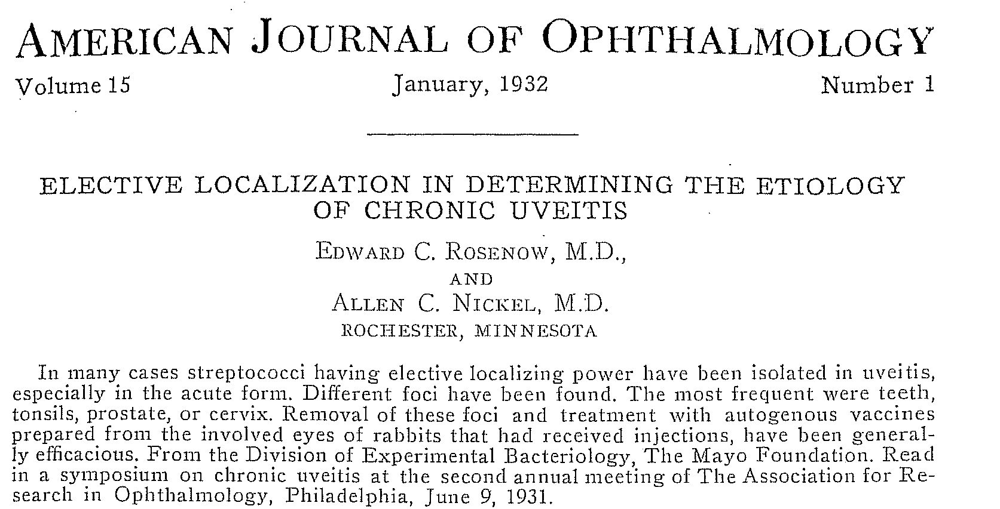 AMERICAN JOURNAL OF OPHTHALMOLOGY
Volume 15 January, 1932 Number 1
ELECTIVE LOCALIZATION IN DETERMINING THE ETIOLOGY
OF CHRONIC UVEITIS
EDWARD C. ROSENOW, M.D.,
AND
ALLEN C. NICKEL, M.D.
ROCHESTER, MINNESOTA
In many cases streptococci having elective localizing power have been isolated in uveitis,
especially in the acute form. Different foci have been found. The most frequent were teeth,
tonsils, prostate, or cervix. Removal of these foci and treatment with autogenous vaccines
prepared from the involved eyes of rabbits that had received injections, have been general-
ly efficacious. From the Division of Experimental Bacteriology, The Mayo Foundation. Read
in a symposium on chronic uveitis at the second annual meeting of The Association for Re-
search in Ophthalmology, Philadelphia, June 9, 1931.